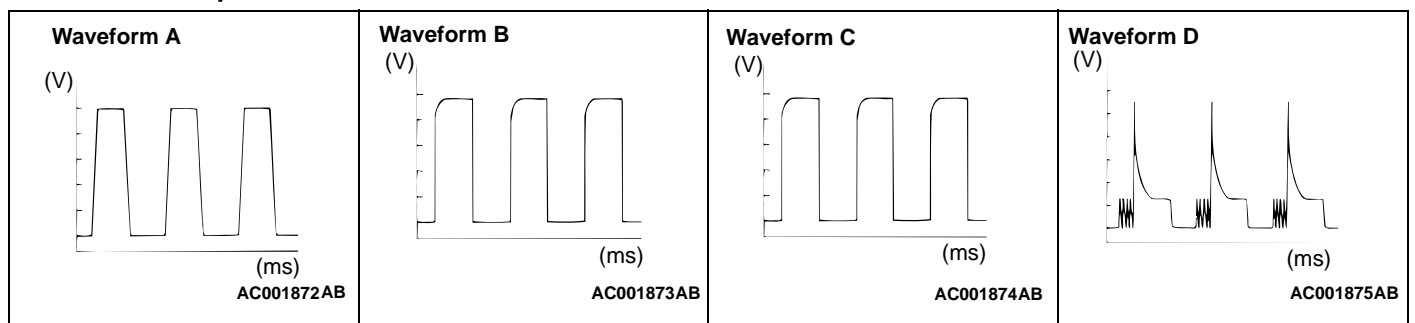 Waveform A
(V)
(ms)
AC001872AB
Waveform B
(V)
(ms)
AC001873AB
Waveform C
(V)
(ms)
AC001874AB
Waveform D
(V)
(ms)
AC001875AB